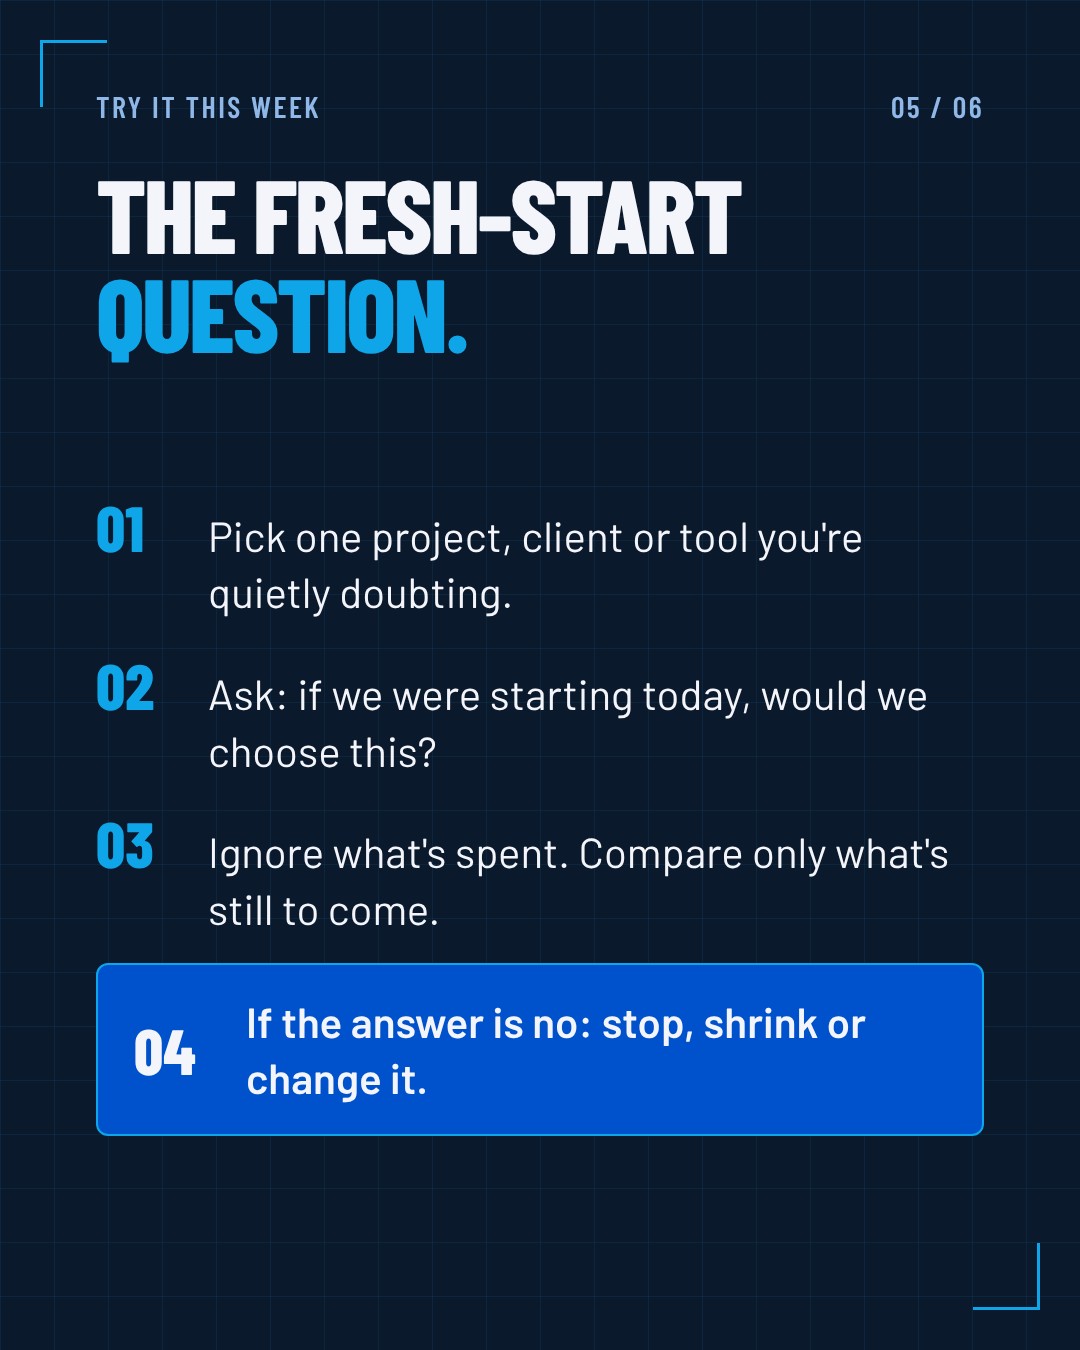 TRY IT THIS WEEK
05 / 06
THE FRESH-START
QUESTION.
01
Pick one project, client or tool you're
quietly doubting.
02
Ask: if we were starting today, would we
choose this?
03
Ignore what's spent. Compare only what's
still to come.
04
If the answer is no: stop, shrink or
change it.